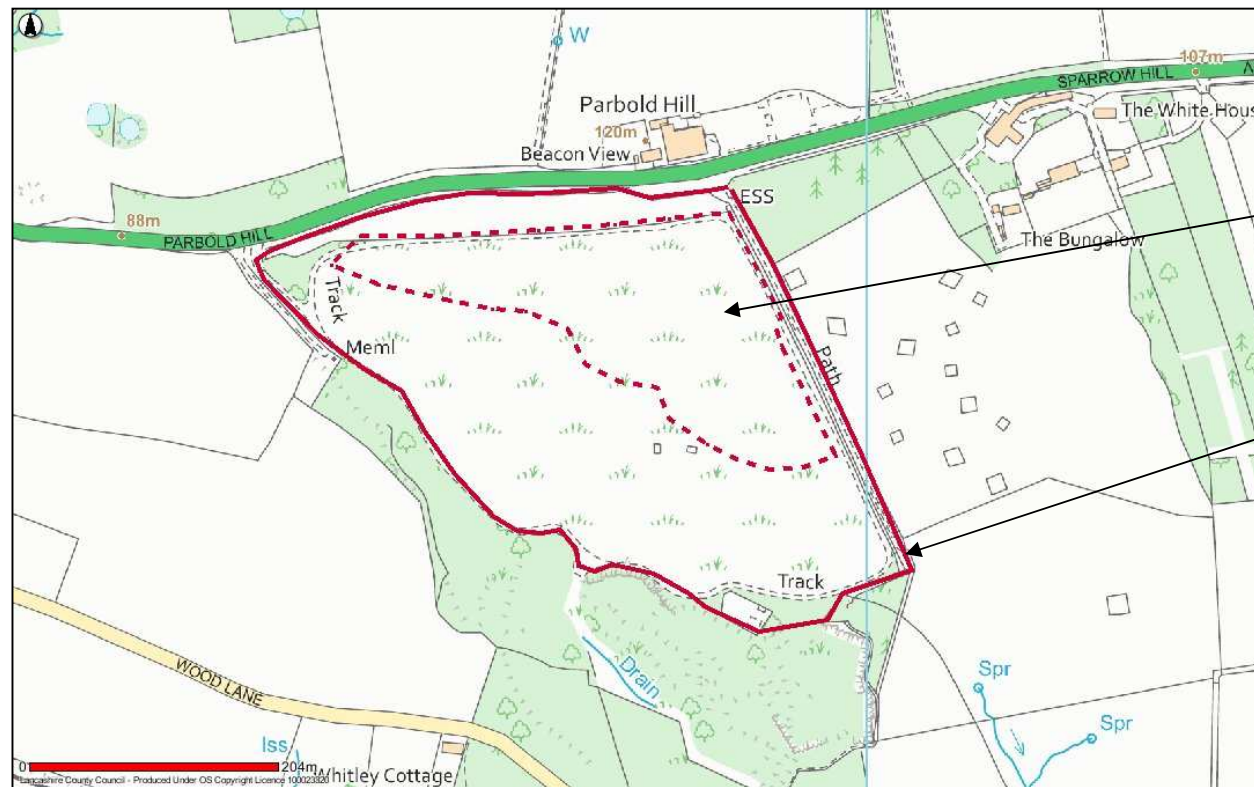 W
107m
SPARROW HILL
A
Parbold Hill
The White Hous
120m
Beacon View
ESS
88m
PARBOLD HILL
The Bungalow
Track
Meml
Path
Track
WOOD LANE
Drain
Spr
Spr
Iss
0
204m
Whitley Cottage
Lancashire County Council - Produced Under OS Copyright Licence